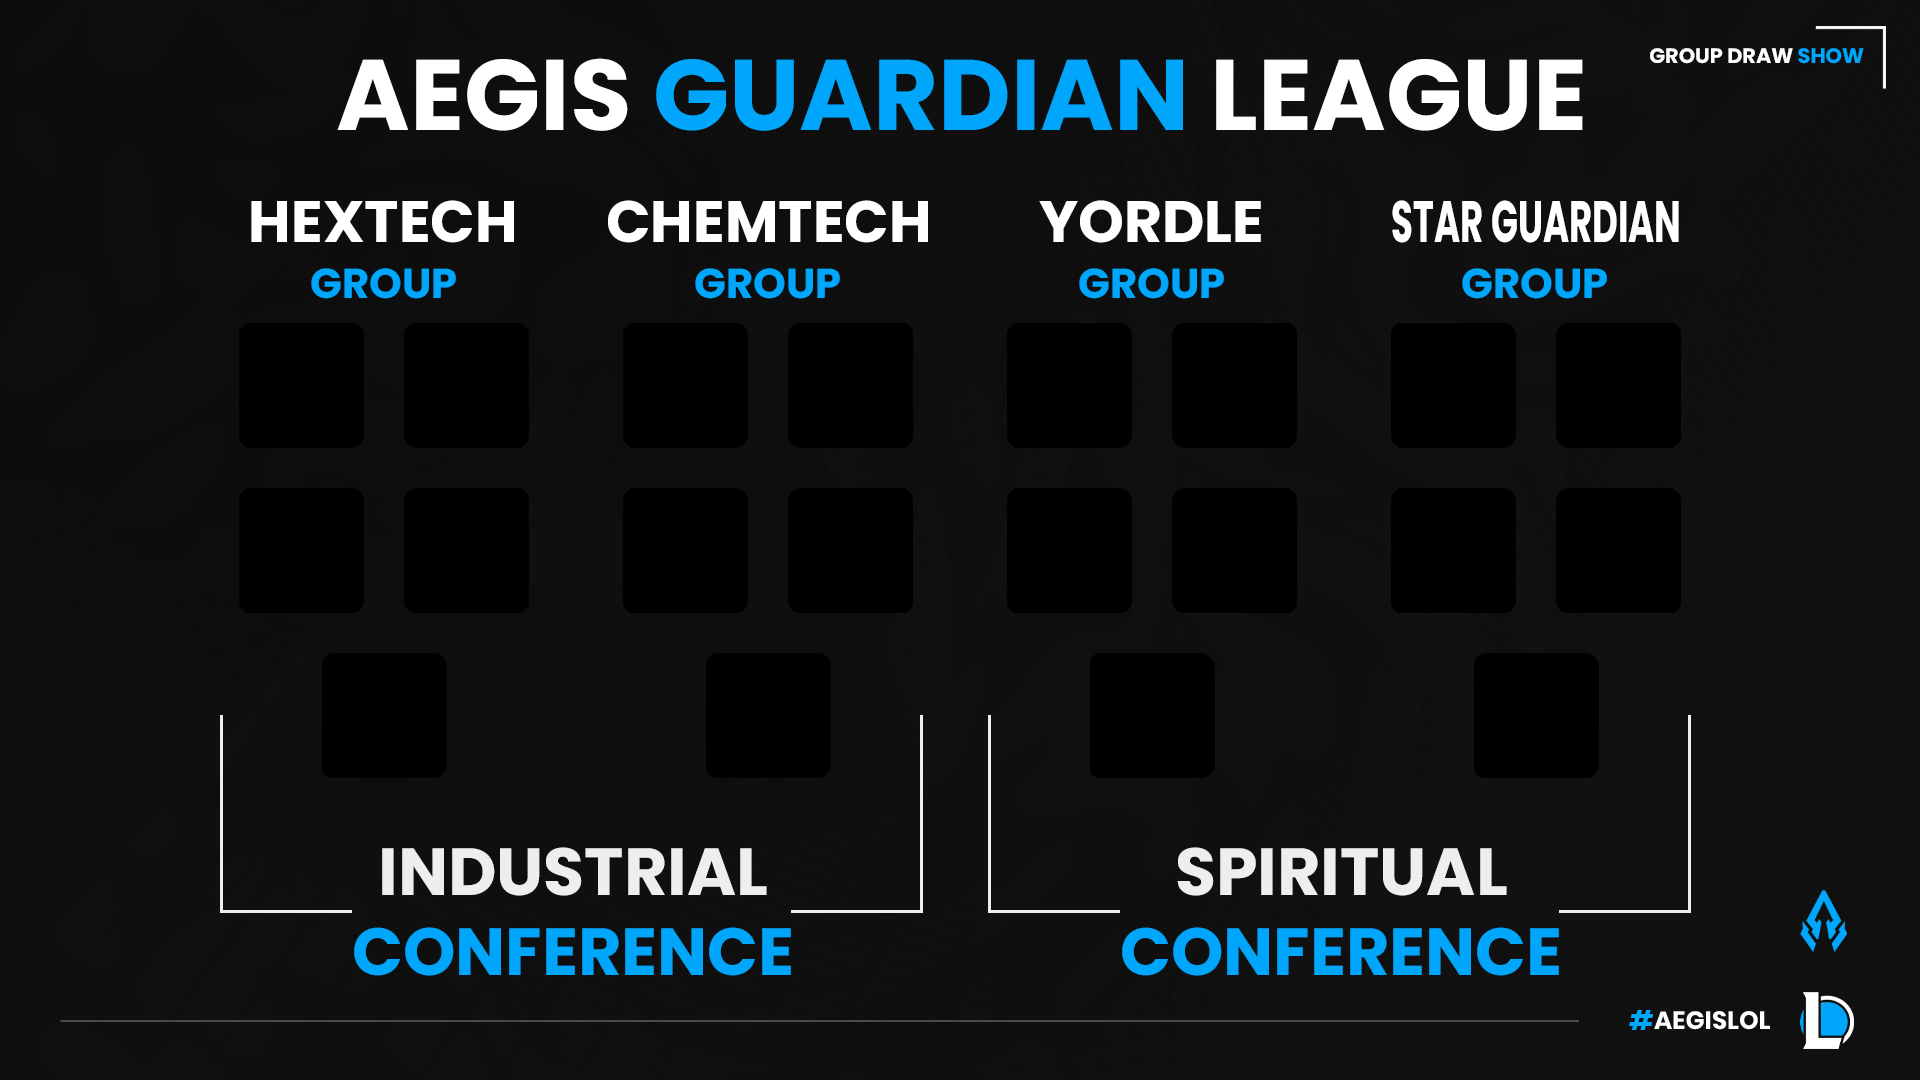 GROUP DRAW SHOW
AEGIS GUARDIAN LEAGUE
HEXTECH
GROUP
CHEMTECH
GROUP
YORDLE
GROUP
STAR GUARDIAN
GROUP
INDUSTRIAL
CONFERENCE
SPIRITUAL
CONFERENCE
#AEGISLOL